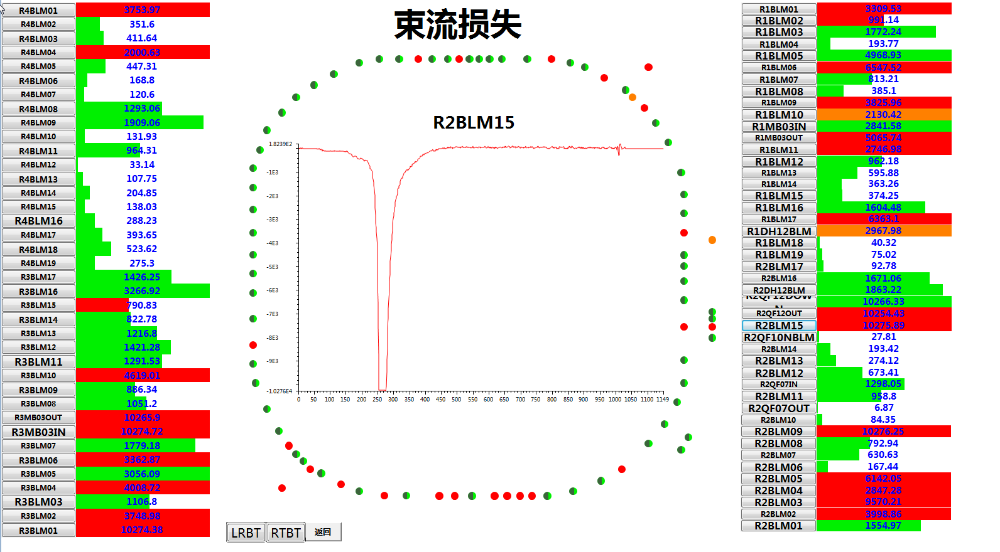 束流损失
R4BLM01 3753.97
R4BLM02 351.6
R4BLM03 411.64
R4BLM04 2000.63
R4BLM05 447.31
R4BLM06 168.8
R4BLM07 120.6
R4BLM08 1293.06
R4BLM09 1909.06
R4BLM10 131.93
R4BLM11 964.31
R4BLM12 33.14
R4BLM13 107.75
R4BLM14 204.85
R4BLM15 138.03
R4BLM16 288.23
R4BLM17 393.65
R4BLM18 523.62
R4BLM19 275.3
R3BLM17 1426.25
R3BLM16 3266.92
R3BLM15 790.83
R3BLM14 822.78
R3BLM13 1216.8
R3BLM12 1421.28
R3BLM11 1291.53
R3BLM10 4619.01
R3BLM09 886.34
R3BLM08 1051.2
R3MB03OUT 10265.9
R3MB03IN 10274.72
R3BLM07 1779.18
R3BLM06 3362.87
R3BLM05 3056.09
R3BLM04 4008.72
R3BLM03 1106.8
R3BLM02 3748.98
R3BLM01 10274.38
R2BLM15
1.8239E2
-1E3
-2E3
-3E3
-4E3
-5E3
-6E3
-7E3
-8E3
-9E3
-1.0276E4
0 50 100 150 200 250 300 350 400 450 500 550 600 650 700 750 800 850 900 950 1000 1050 1100 1149
LRBT RTBT 返回
R1BLM01 3309.53
R1BLM02 991.14
R1BLM03 1772.24
R1BLM04 193.77
R1BLM05 4968.93
R1BLM06 6547.52
R1BLM07 813.21
R1BLM08 385.1
R1BLM09 3825.96
R1BLM10 2130.42
R1MB03IN 2841.58
R1MB03OUT 5065.74
R1BLM11 2746.98
R1BLM12 962.18
R1BLM13 595.88
R1BLM14 363.26
R1BLM15 374.25
R1BLM16 1604.48
R1BLM17 6363.1
R1DH12BLM 2967.98
R1BLM18 40.32
R1BLM19 75.02
R2BLM17 92.78
R2BLM16 1671.06
R2DH12BLM 1863.22
R2QF12DOWN 10266.33
R2QF12OUT 10254.43
R2BLM15 10275.89
R2QF10NBLM 27.81
R2BLM14 193.42
R2BLM13 274.12
R2BLM12 673.41
R2QF07IN 1298.05
R2BLM11 958.8
R2QF07OUT 6.87
R2BLM10 84.35
R2BLM09 10276.25
R2BLM08 792.94
R2BLM07 630.63
R2BLM06 167.44
R2BLM05 6142.05
R2BLM04 2847.28
R2BLM03 9570.21
R2BLM02 3998.86
R2BLM01 1554.97